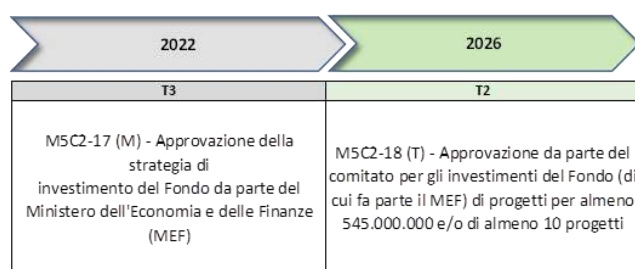 2022
2026
T3
T2
M5C2-17 (M) - Approvazione della
strategia di
investimento del Fondo da parte del
Ministero dell'Economia e delle Finanze
(MEF)
M5C2-18 (T) - Approvazione da parte del
comitato per gli investimenti del Fondo (di
cui fa parte il MEF) di progetti per almeno
545.000.000 e/o di almeno 10 progetti